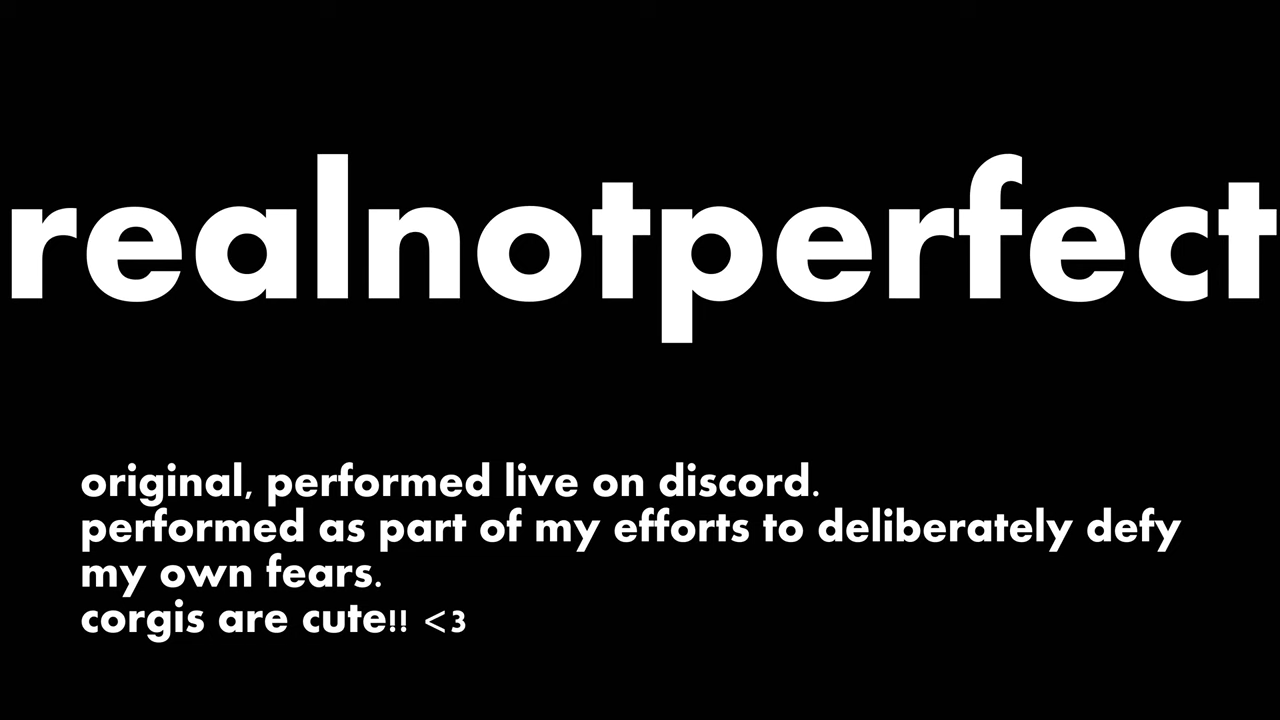 realnotperfect
original, performed live on discord.
performed as part of my efforts to deliberately defy
my own fears.
corgis are cute!! <3